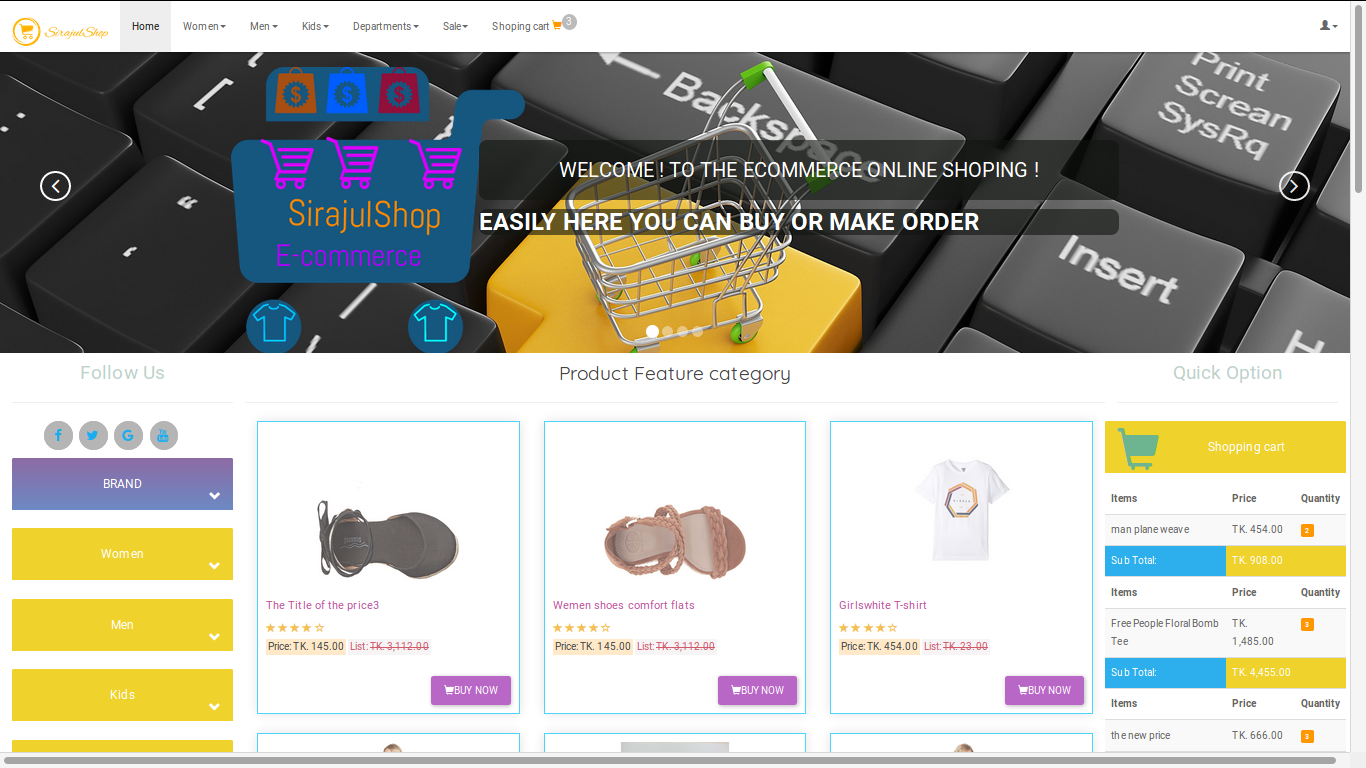 SirajulShop
Home
Women
Men
Kids
Departments
Sale
Shoping cart 3
Backspace
Print
Screan
SysRq
Insert
H
$ $ $
SirajulShop
E-commerce
WELCOME ! TO THE ECOMMERCE ONLINE SHOPING !
EASILY HERE YOU CAN BUY OR MAKE ORDER
Follow Us
BRAND
Women
Men
Kids
Product Feature category
The Title of the price3
Price:TK. 145.00 List:TK. 3,112.00
BUY NOW
Wemen shoes comfort flats
Price:TK. 145.00 List:TK. 3,112.00
BUY NOW
Girlswhite T-shirt
Price:TK. 454.00 List:TK. 23.00
BUY NOW
Quick Option
Shopping cart
Items Price Quantity
man plane weave TK. 454.00 2
Sub Total: TK. 908.00
Items Price Quantity
Free People Floral Bomb TK. 3
Tee 1,485.00
Sub Total: TK. 4,455.00
Items Price Quantity
the new price TK. 666.00 3